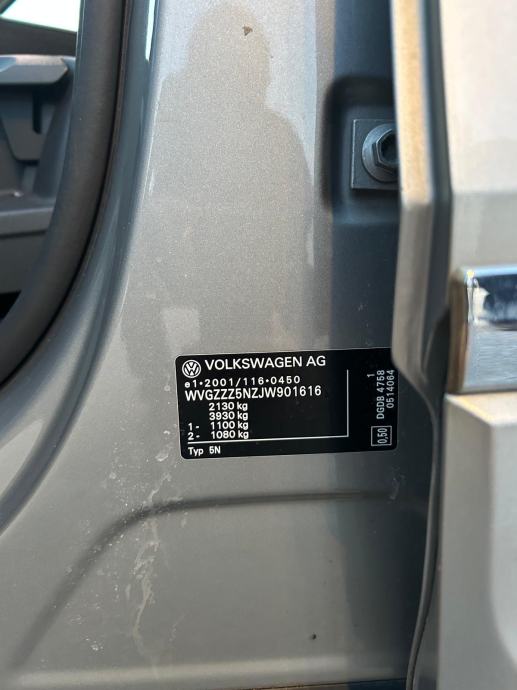 VOLKSWAGEN AG
e1*2001/116*0450
WVGZZZ5NZJW901616
2130 kg
3930 kg
1- 1100 kg
2- 1080 kg
Typ 5N
1
DGDB 4758
0514064
0,50